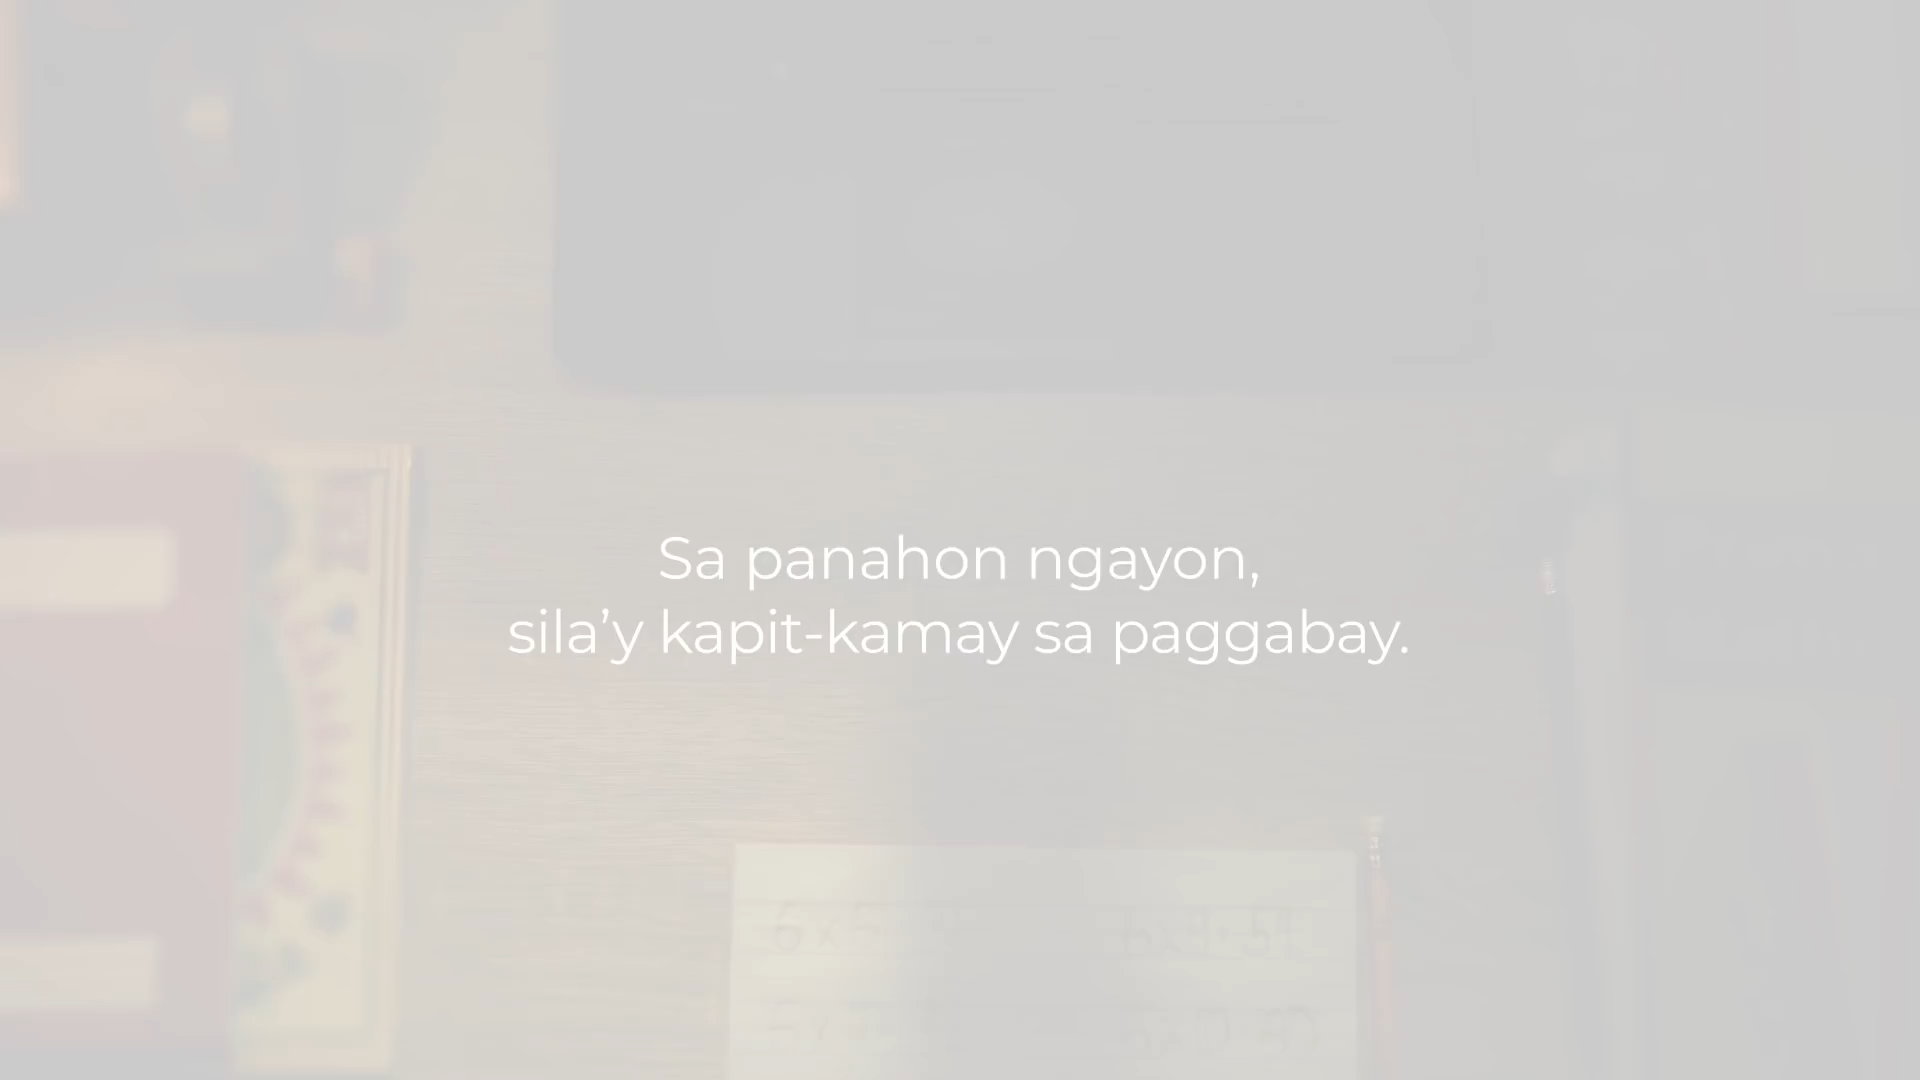 Sa panahon ngayon,
sila’y kapit-kamay sa paggabay.